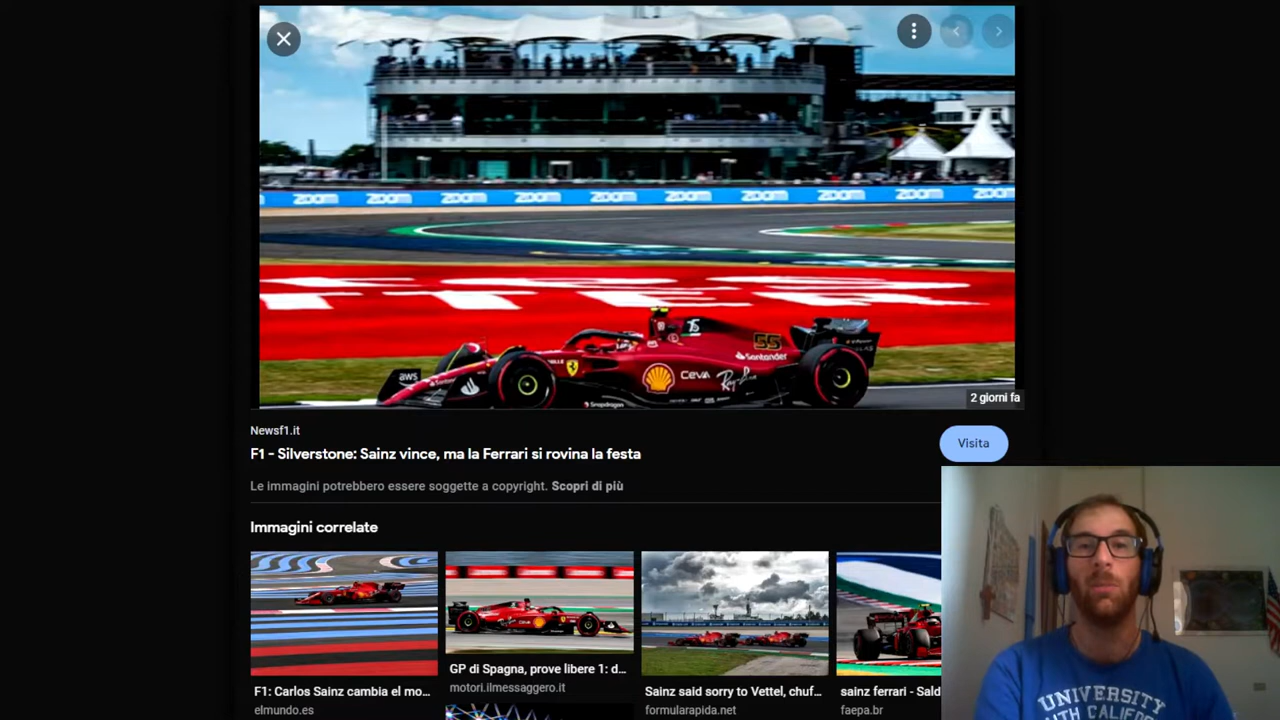 zoom zoom zoom zoom zoom zoom zoom zoom zoom zoom
55
Santander
aws
CEVA
Ray-Ban
Snapdragon
2 giorni fa
Newsf1.it
Visita
F1 - Silverstone: Sainz vince, ma la Ferrari si rovina la festa
Le immagini potrebbero essere soggette a copyright. Scopri di più
Immagini correlate
F1: Carlos Sainz cambia el mo...
elmundo.es
GP di Spagna, prove libere 1: d...
motori.ilmessaggero.it
Sainz said sorry to Vettel, chuf...
formularapida.net
sainz ferrari - Sald
faepa.br
UNIVERSITY